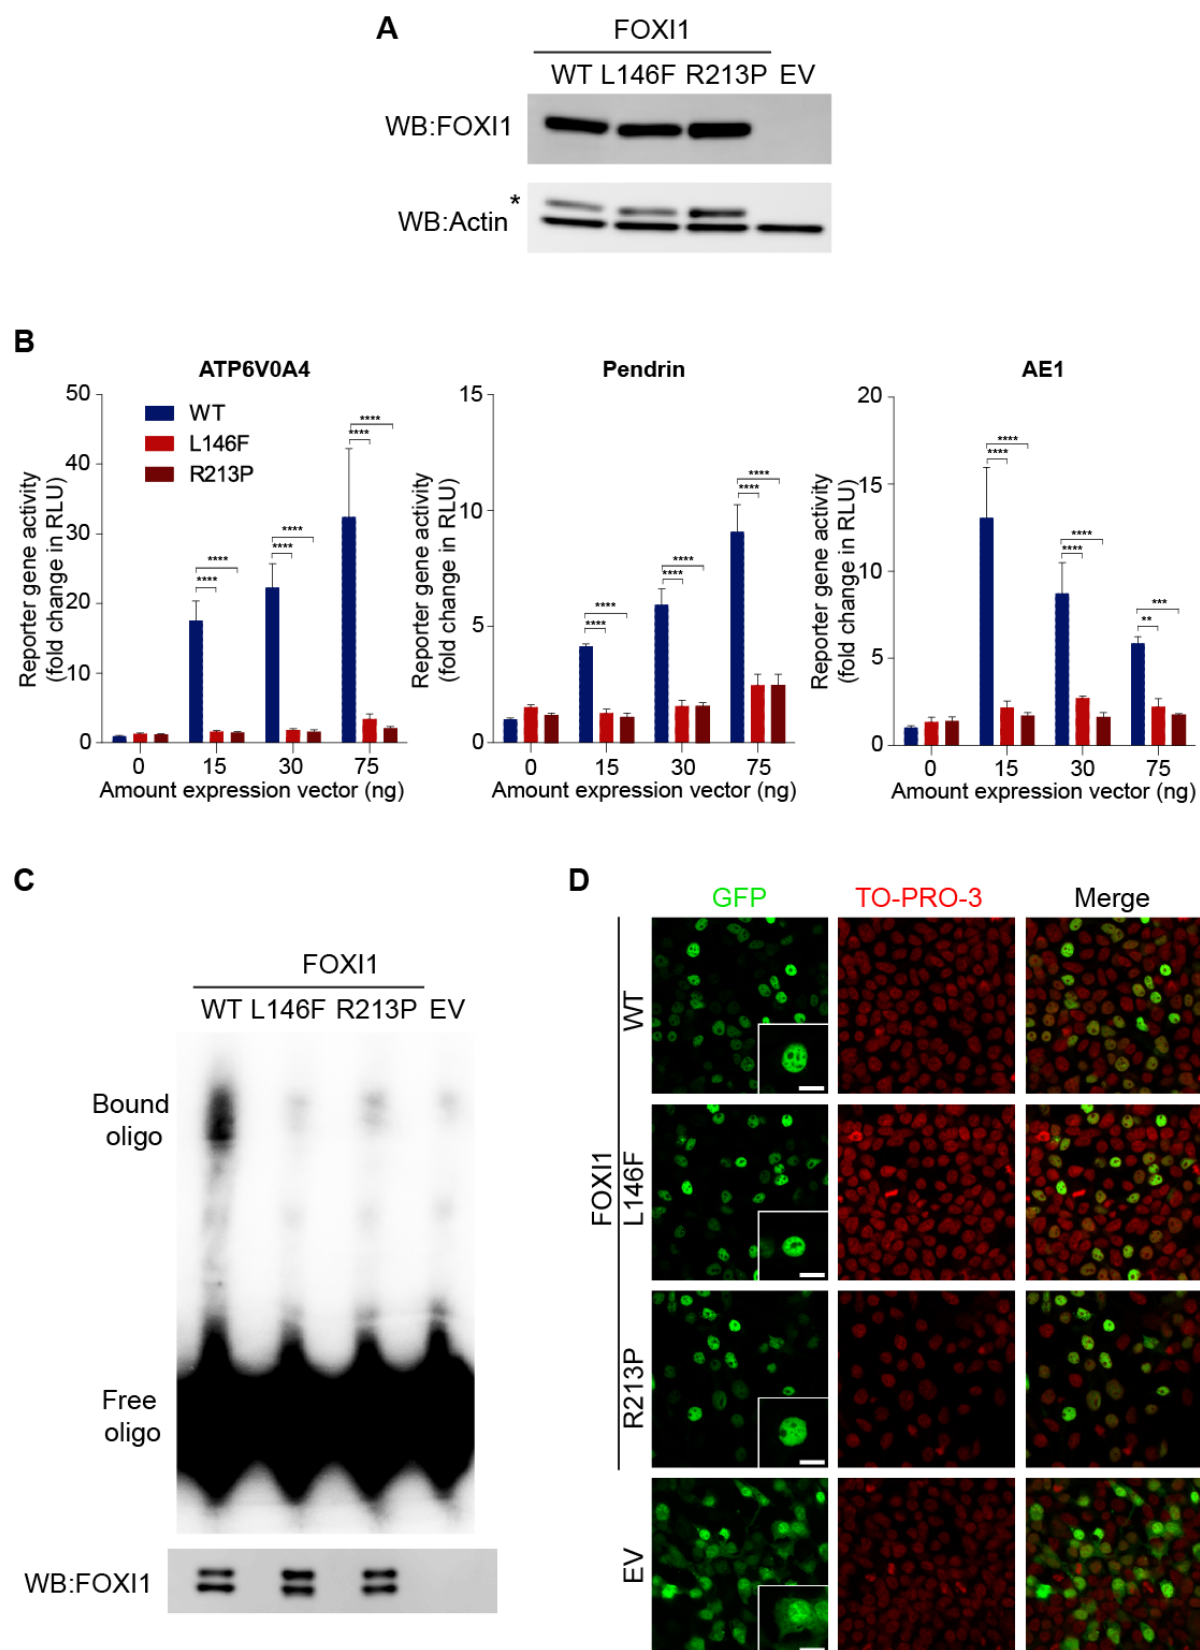 A
FOXI1
WT L146F R213P EV
WB:FOXI1
*
WB:Actin
B
ATP6V0A4
Reporter gene activity
(fold change in RLU)
50
40
30
20
10
0
WT
L146F
R213P
****
****
****
****
****
****
0 15 30 75
Amount expression vector (ng)
Pendrin
Reporter gene activity
(fold change in RLU)
15
10
5
0
****
****
****
****
****
****
0 15 30 75
Amount expression vector (ng)
AE1
Reporter gene activity
(fold change in RLU)
20
15
10
5
0
****
****
****
****
***
**
0 15 30 75
Amount expression vector (ng)
C
FOXI1
WT L146F R213P EV
Bound
oligo
Free
oligo
WB:FOXI1
D
GFP TO-PRO-3 Merge
FOXI1
WT
L146F
R213P
EV